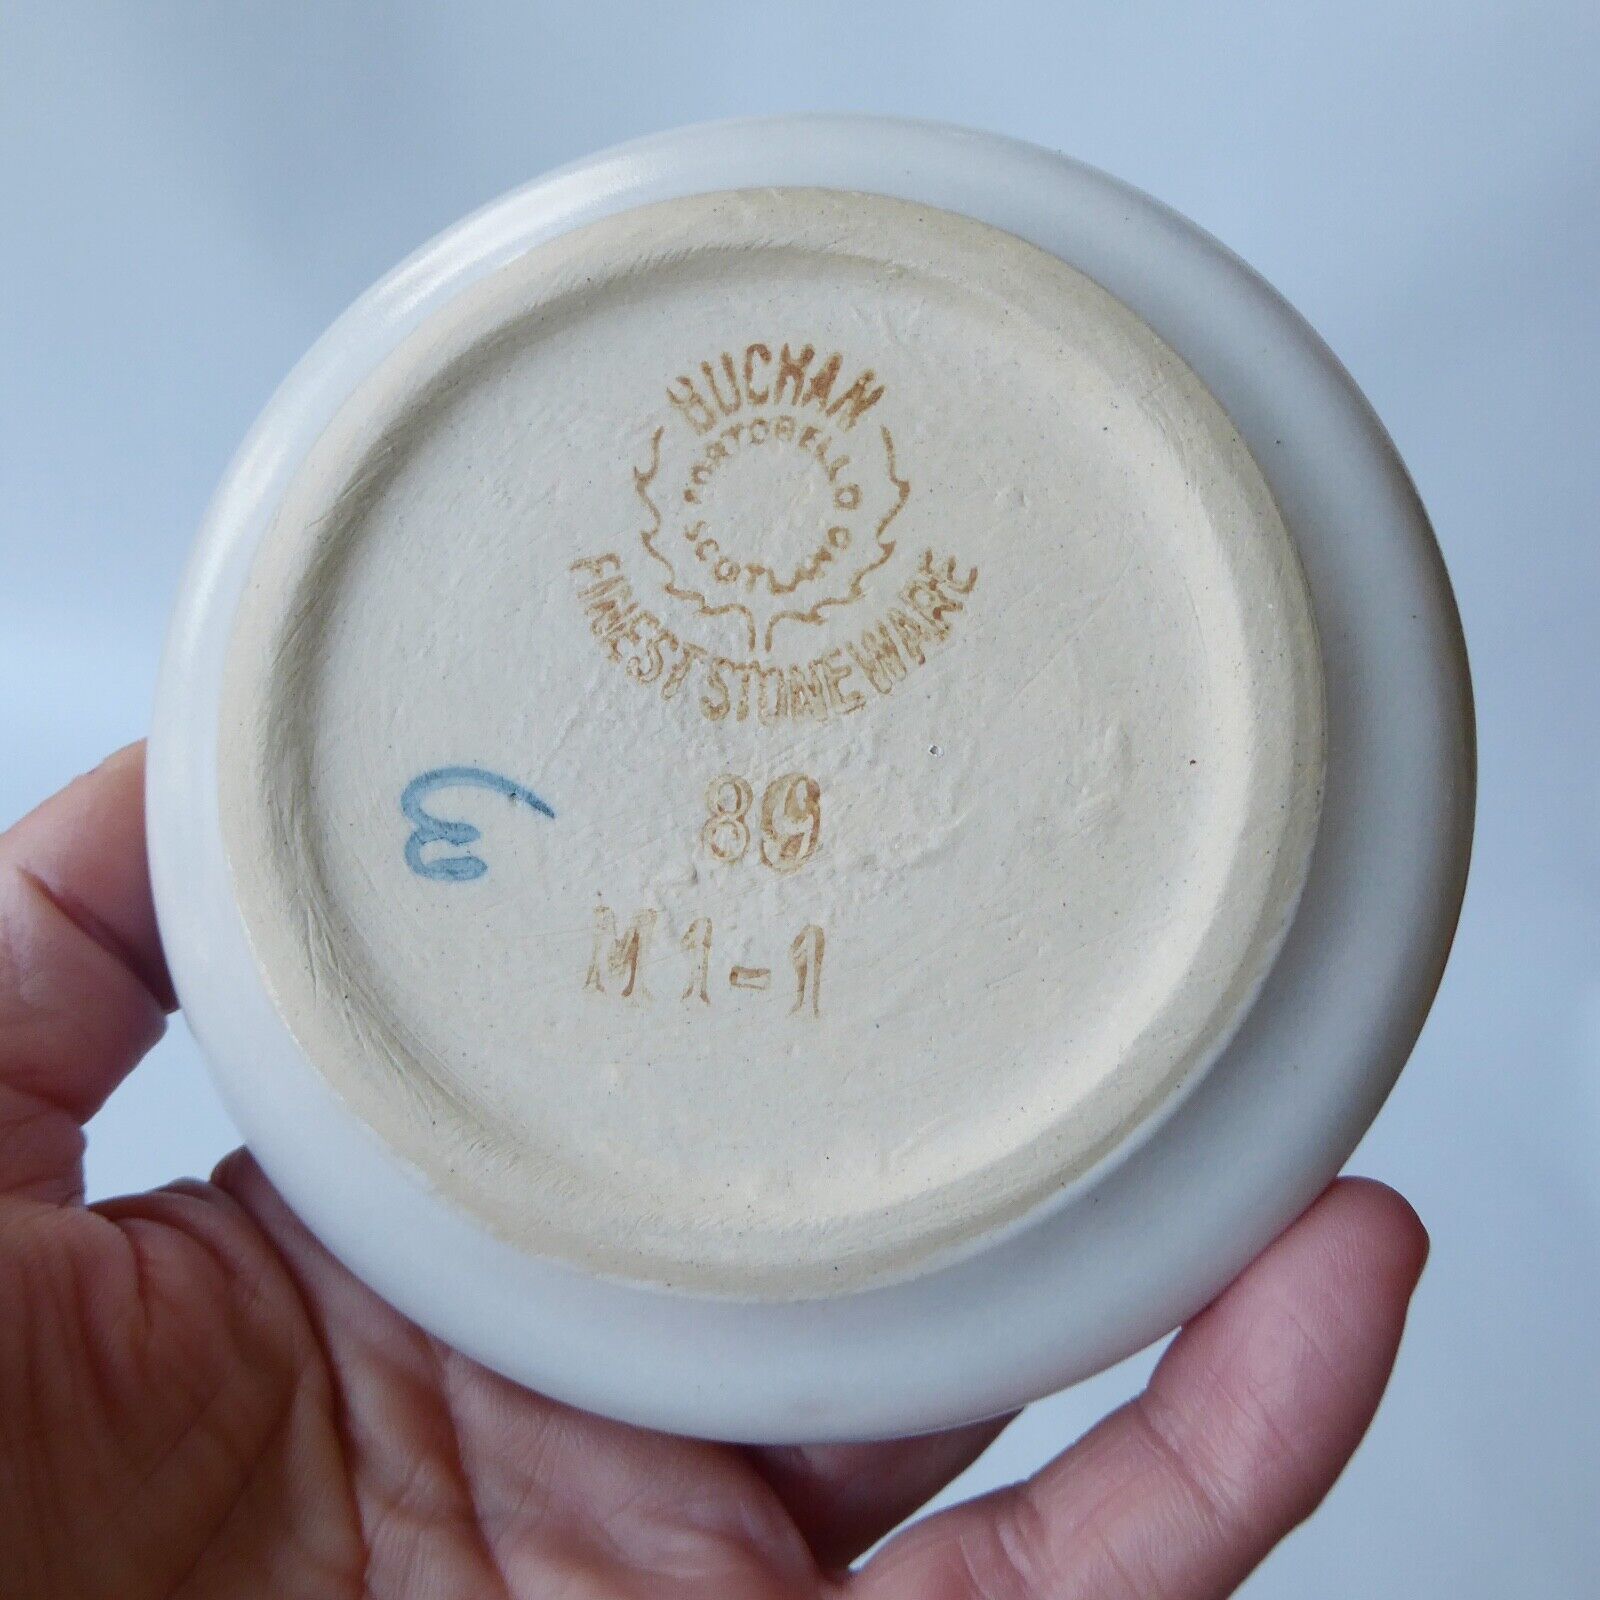 BUCHAN
PORTOBELLO
SCOTLAND
FINEST STONEWARE
89
M1-1